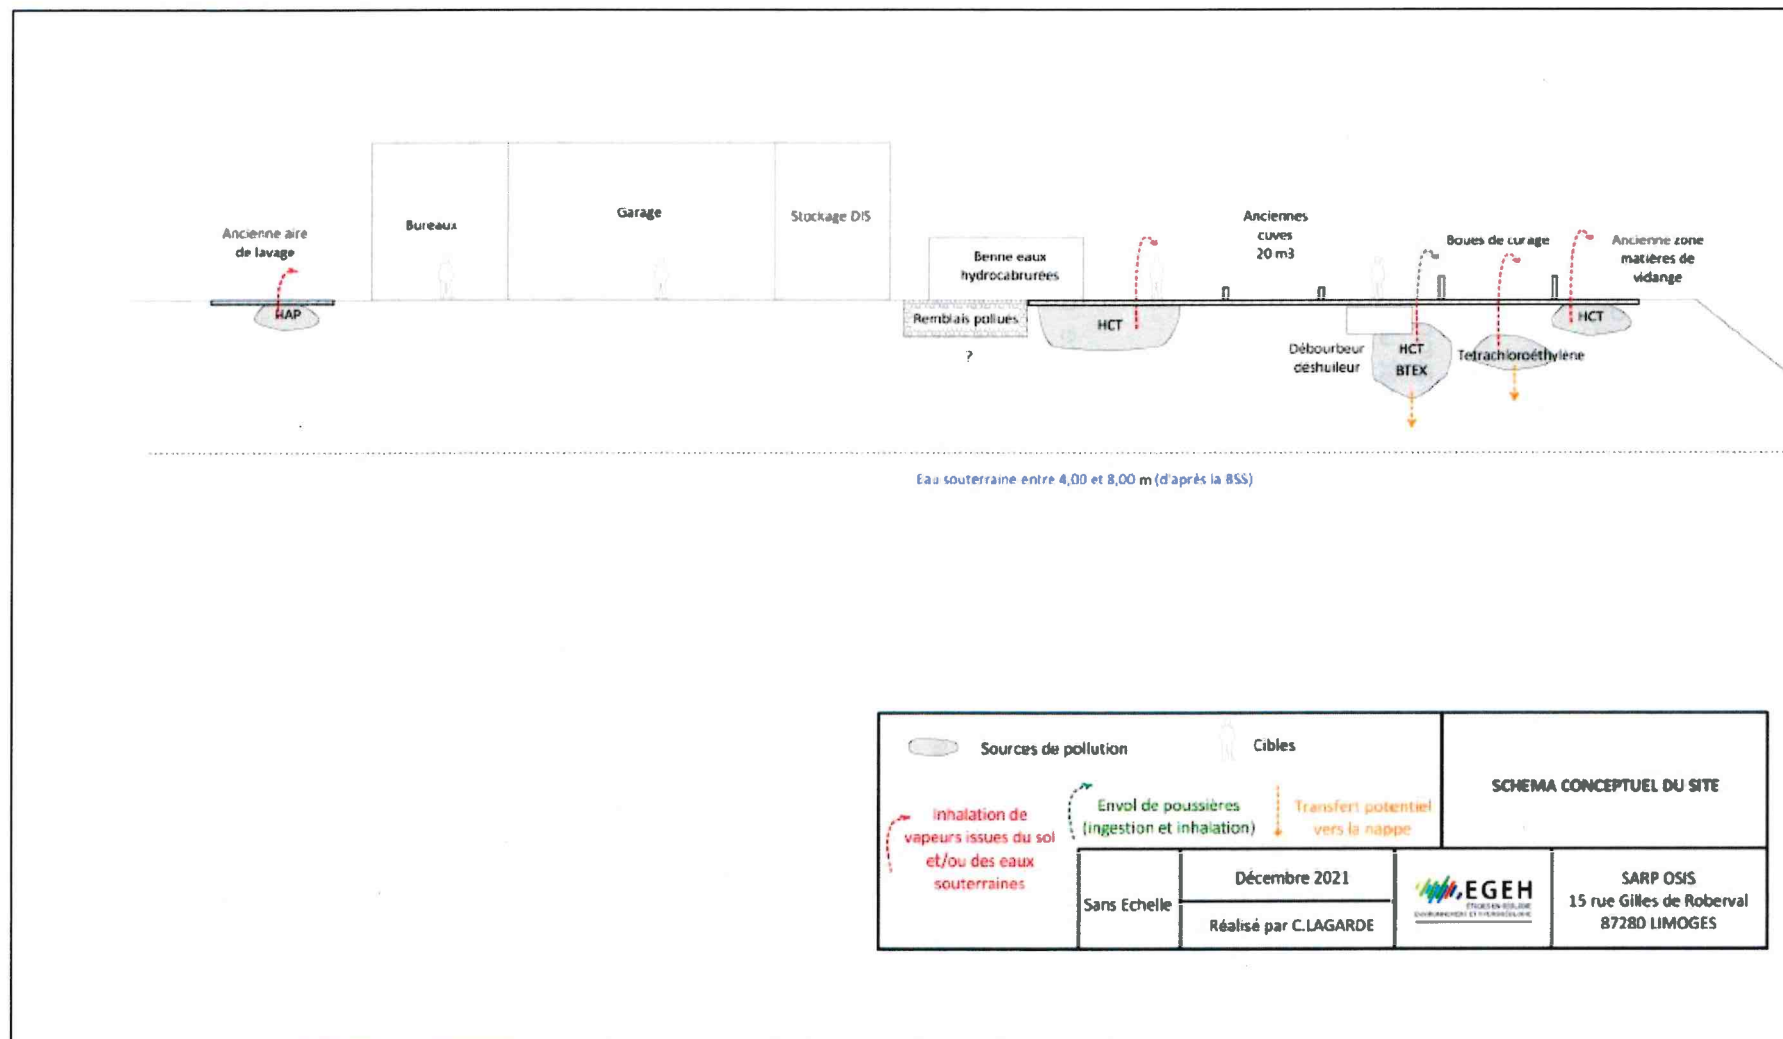 Ancienne aire
de lavage
HAP
Bureaux
Garage
Stockage DIS
Benne eaux
hydrocabrurées
Remblais pollués
?
HCT
Anciennes
cuves
20 m3
Débourbeur
déshuileur
HCT
BTEX
Boues de curage
Tetrachloroéthylène
Ancienne zone
matières de
vidange
HCT
Eau souterraine entre 4,00 et 8,00 m (d'après la BSS)
Sources de pollution
Cibles
Inhalation de
vapeurs issues du sol
et/ou des eaux
souterraines
Envol de poussières
(ingestion et inhalation)
Transfert potentiel
vers la nappe
SCHEMA CONCEPTUEL DU SITE
Sans Echelle
Décembre 2021
Réalisé par C.LAGARDE
EGEH
SARP OSIS
15 rue Gilles de Roberval
87280 LIMOGES